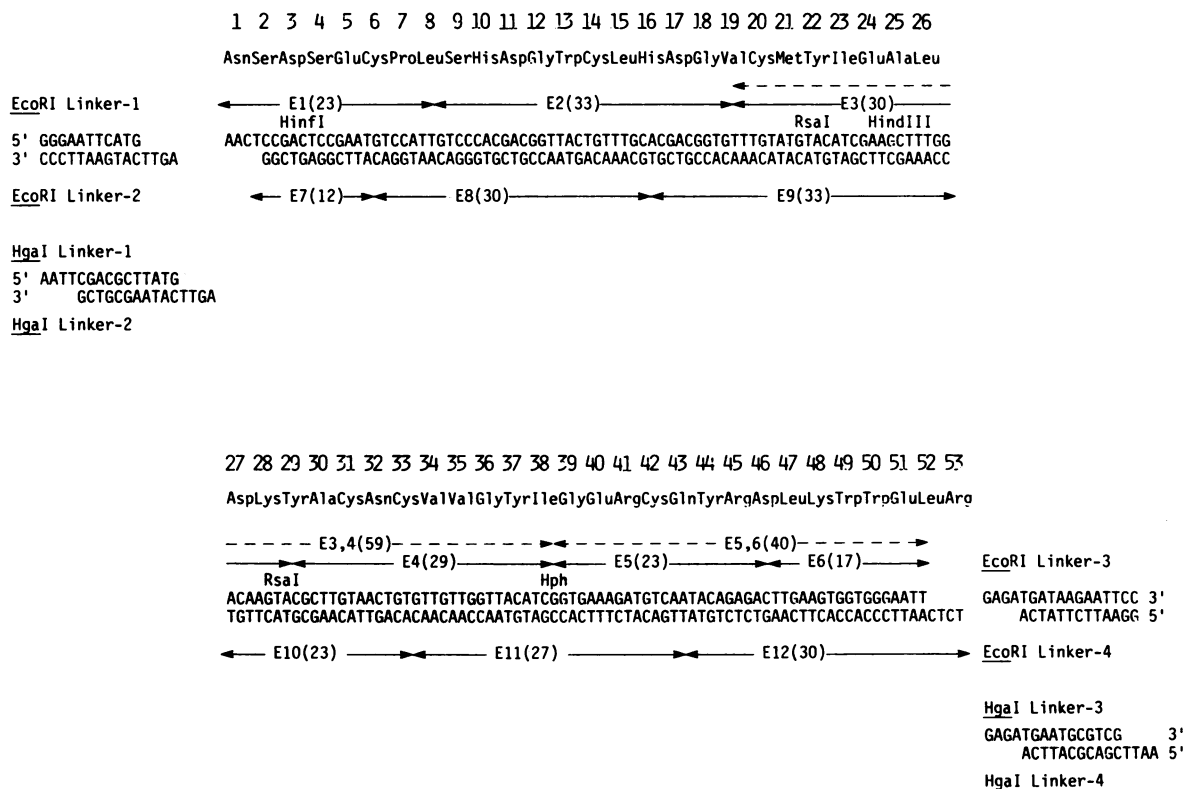 1 2 3 4 5 6 7 8 9 10 11 12 13 14 15 16 17 18 19 20 21 22 23 24 25 26
AsnSerAspSerGluCysProLeuSerHisAspGlyTrpCysLeuHisAspGlyValCysMetTyrIleGluAlaLeu
EcoRI Linker-1
E1(23) E2(33) E3(30)
HinfI RsaI HindIII
5' GGGAATTCATG AACTCCGACTCCGAATGTCCATTGTCCCACGACGGTTACTGTTTGCACGACGGTGTTTGTATGTACATCGAAGCTTTGG
3' CCCTTAAGTACTTGA GGCTGAGGCTTACAGGTAACAGGGTGCTGCCAATGACAAACGTGCTGCCACAAACATACATGTAGCTTCGAAACC
EcoRI Linker-2
E7(12) E8(30) E9(33)
HgaI Linker-1
5' AATTCGACGCTTATG
3' GCTGCGAATACTTGA
HgaI Linker-2
27 28 29 30 31 32 33 34 35 36 37 38 39 40 41 42 43 44 45 46 47 48 49 50 51 52 53
AspLysTyrAlaCysAsnCysValValGlyTyrIleGlyGluArgCysGlnTyrArgAspLeuLysTrpTrpGluLeuArg
E3,4(59) E5,6(40)
E4(29) E5(23) E6(17) EcoRI Linker-3
RsaI Hph
ACAAGTACGCTTGTAACTGTGTTGTTGGTTACATCGGTGAAAGATGTCAATACAGAGACTTGAAGTGGTGGGAATT GAGATGATAAGAATTCC 3'
TGTTCATGCGAACATTGACACAACAACCAATGTAGCCACTTTCTACAGTTATGTCTCTGAACTTCACCACCCTTAACTCT ACTATTCTTAAGG 5'
E10(23) E11(27) E12(30) EcoRI Linker-4
HgaI Linker-3
GAGATGAATGCGTCG 3'
ACTTACGCAGCTTAA 5'
HgaI Linker-4